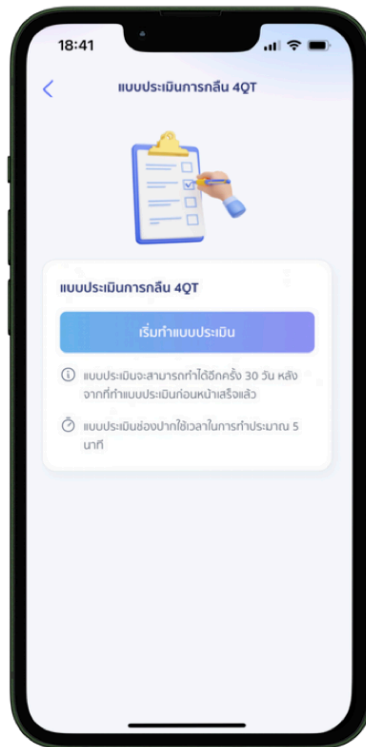 18:41
แบบประเมินการกลืน 4QT
แบบประเมินการกลืน 4QT
เริ่มทำแบบประเมิน
แบบประเมินจะสามารถทำได้อีกครั้ง 30 วัน หลัง
จากที่ทำแบบประเมินก่อนหน้าเสร็จแล้ว
แบบประเมินช่องปากใช้เวลาในการทำประมาณ 5
นาที